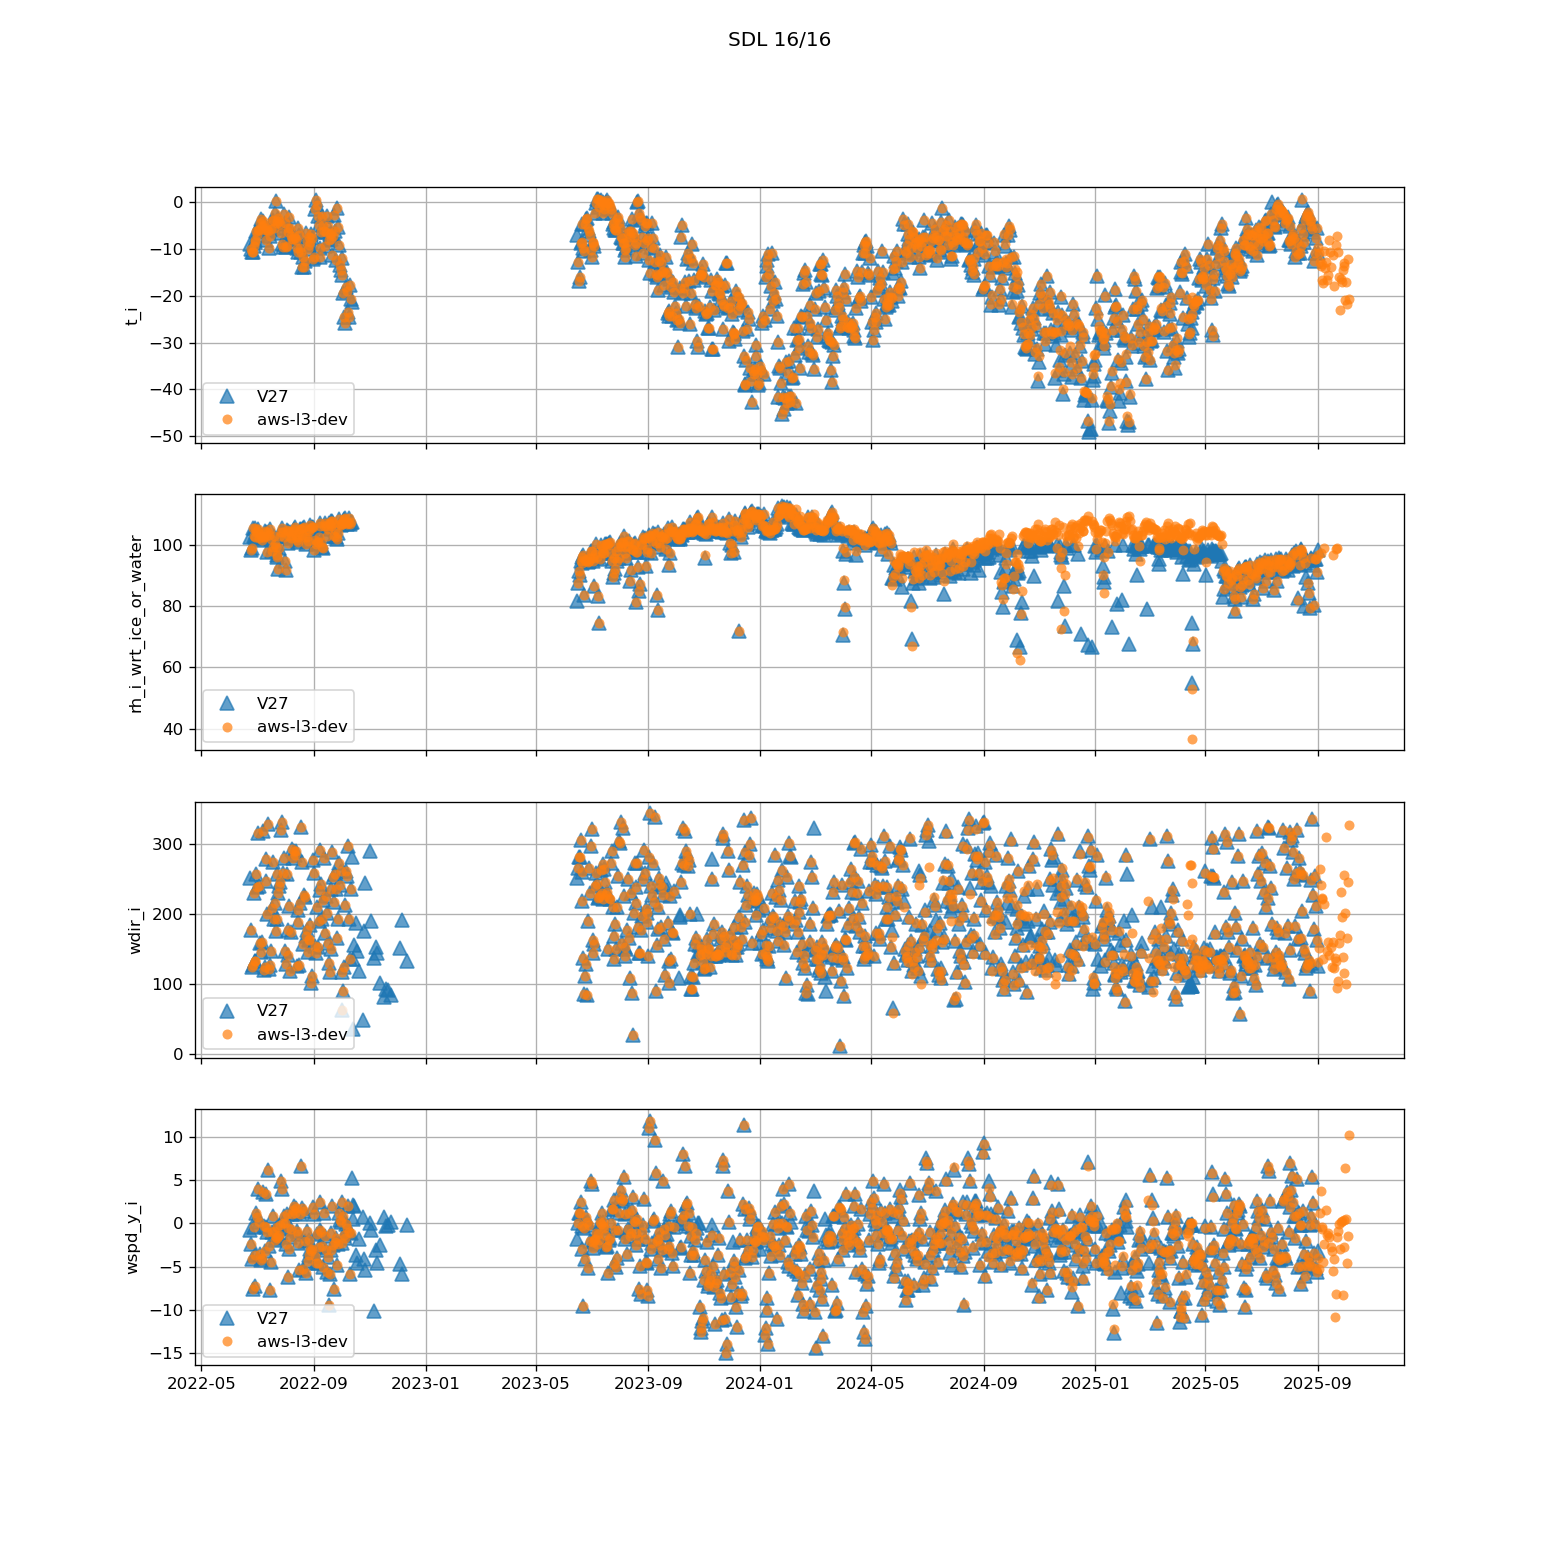 SDL 16/16
t_i
0
−10
−20
−30
−40
−50
V27
aws-l3-dev
rh_i_wrt_ice_or_water
100
80
60
40
V27
aws-l3-dev
wdir_i
300
200
100
0
V27
aws-l3-dev
wspd_y_i
10
5
0
−5
−10
−15
V27
aws-l3-dev
2022-05 2022-09 2023-01 2023-05 2023-09 2024-01 2024-05 2024-09 2025-01 2025-05 2025-09